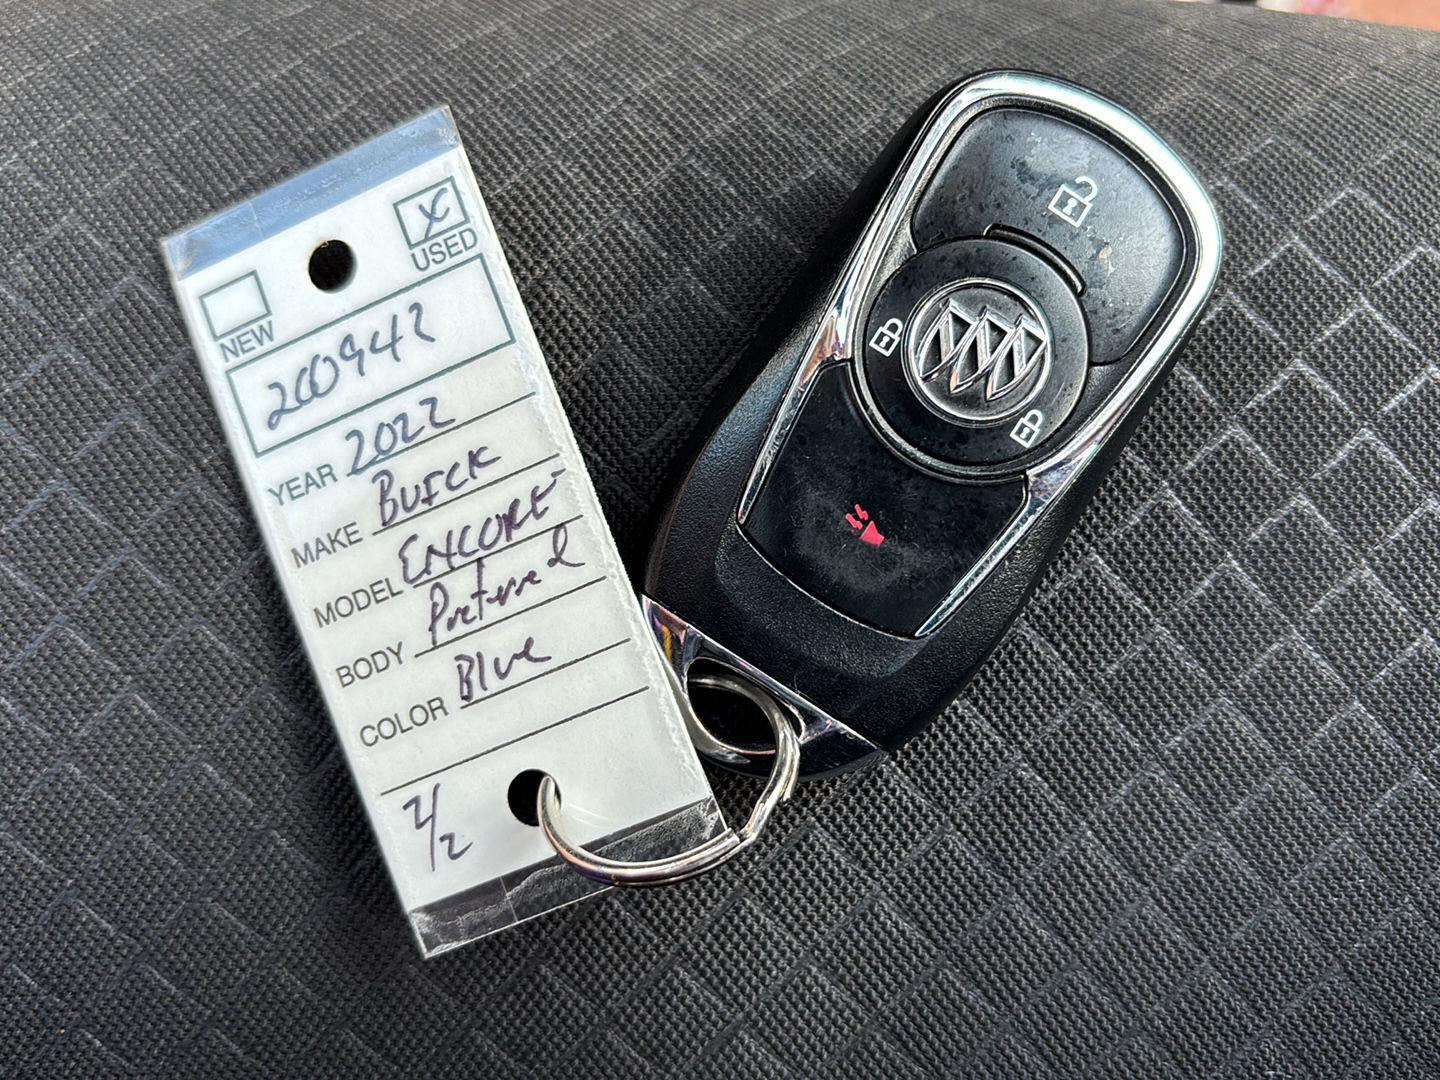 X
USED
NEW
200942
YEAR 2022
MAKE BUICK
MODEL ENCORE
BODY Preferred
COLOR Blue
2/2